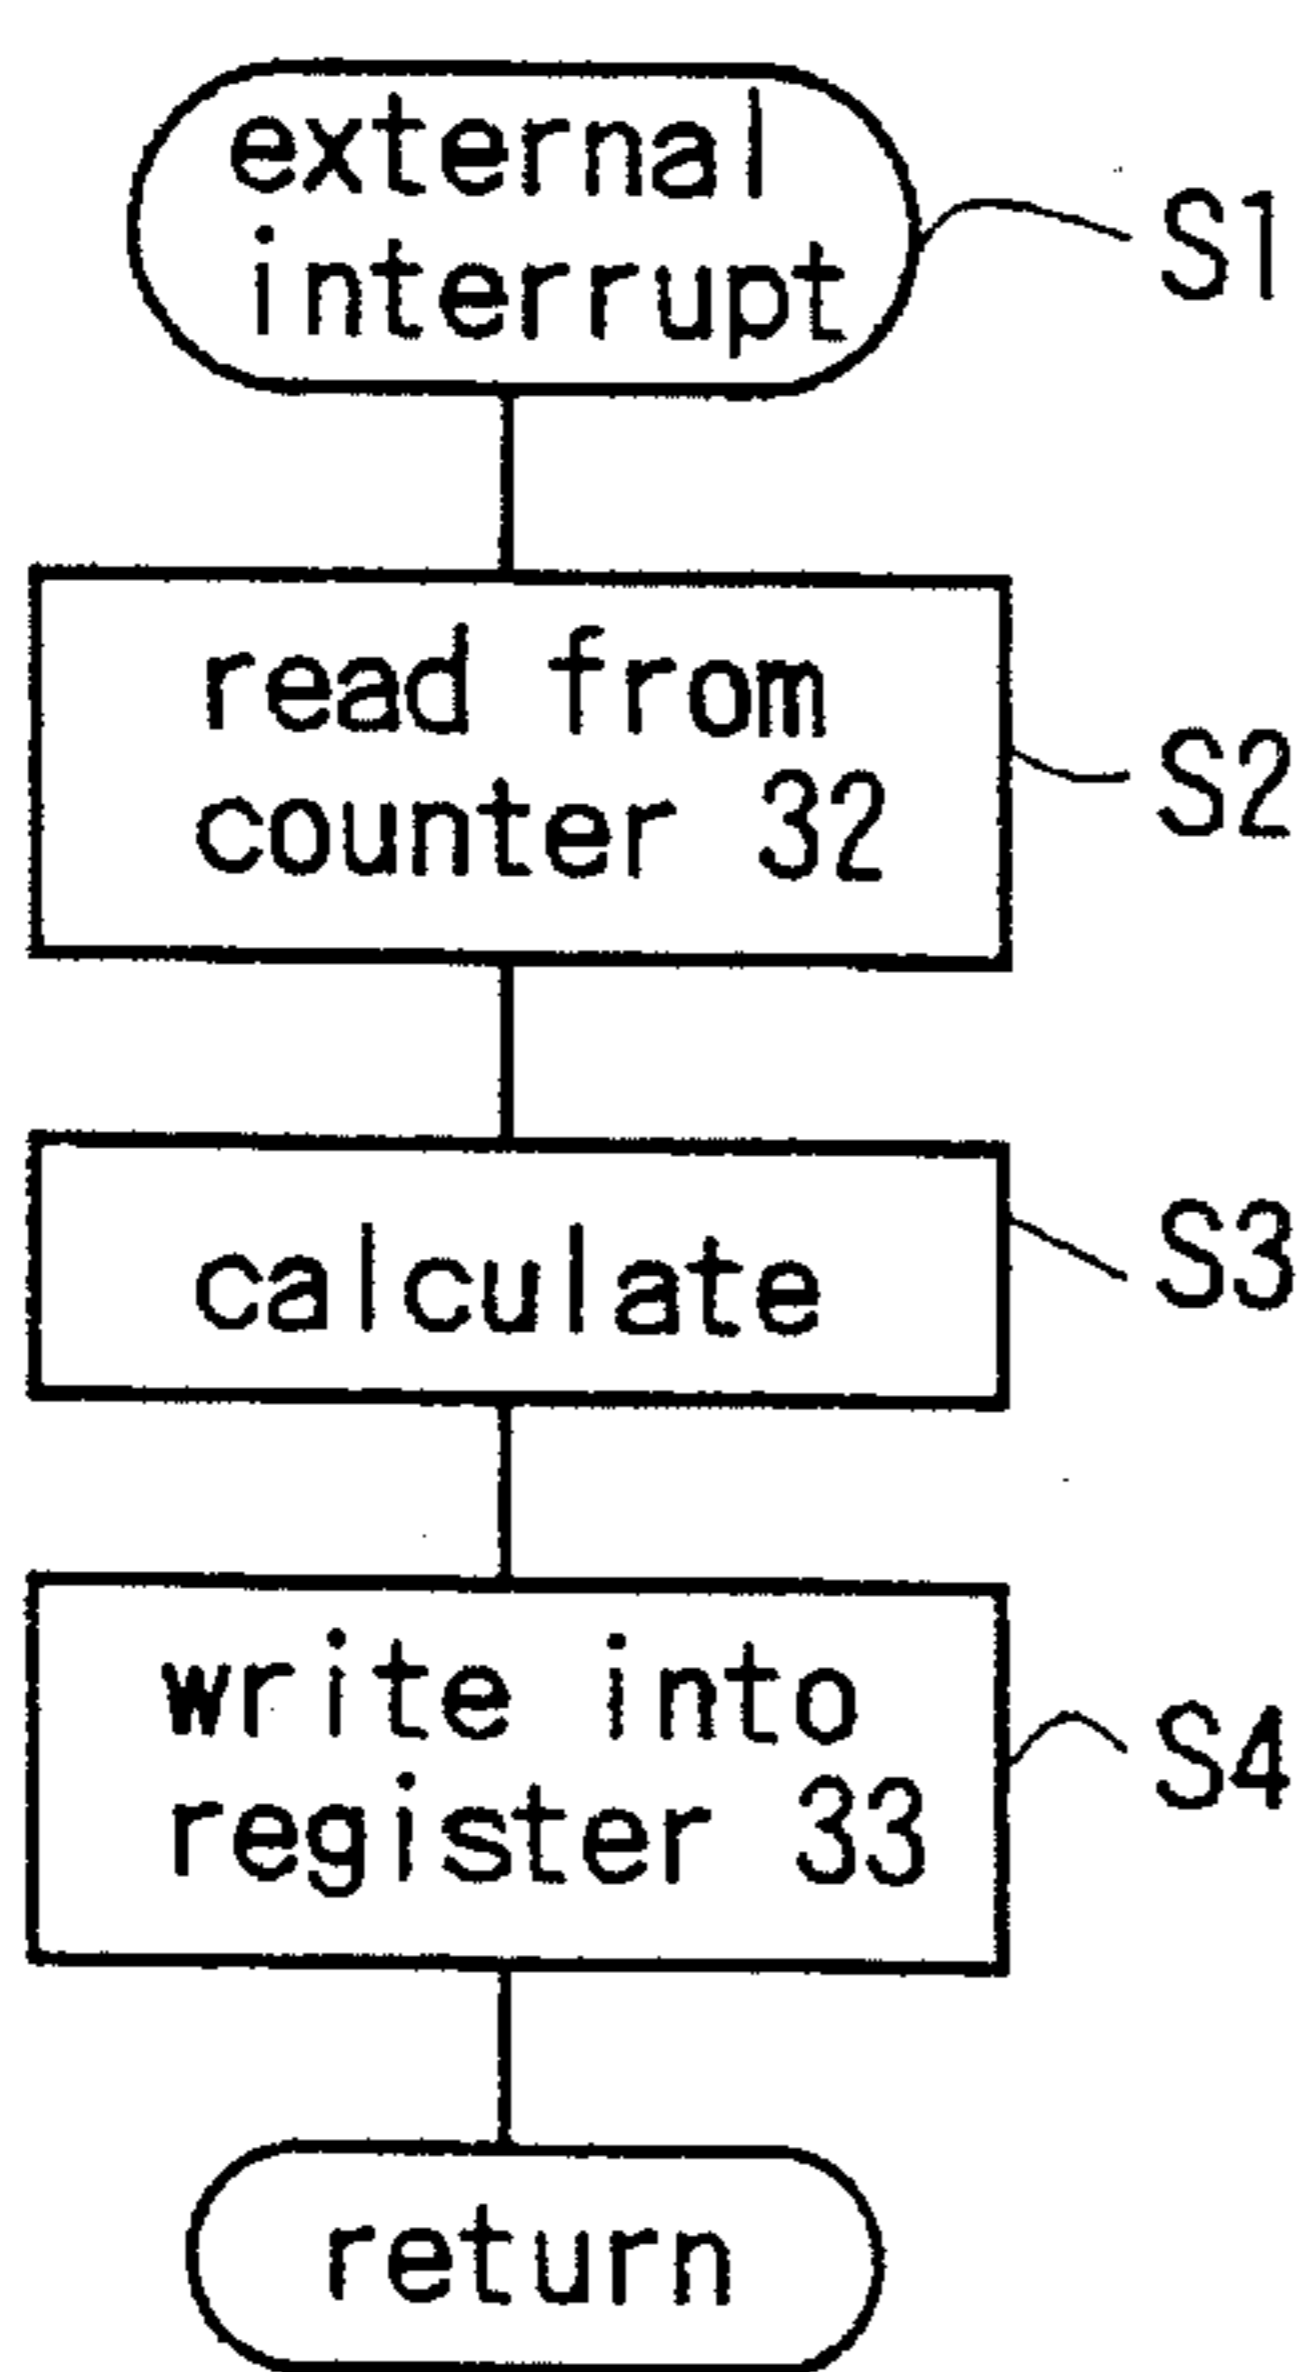 external
interrupt
S1
read from
counter 32
S2
calculate
S3
write into
register 33
S4
return